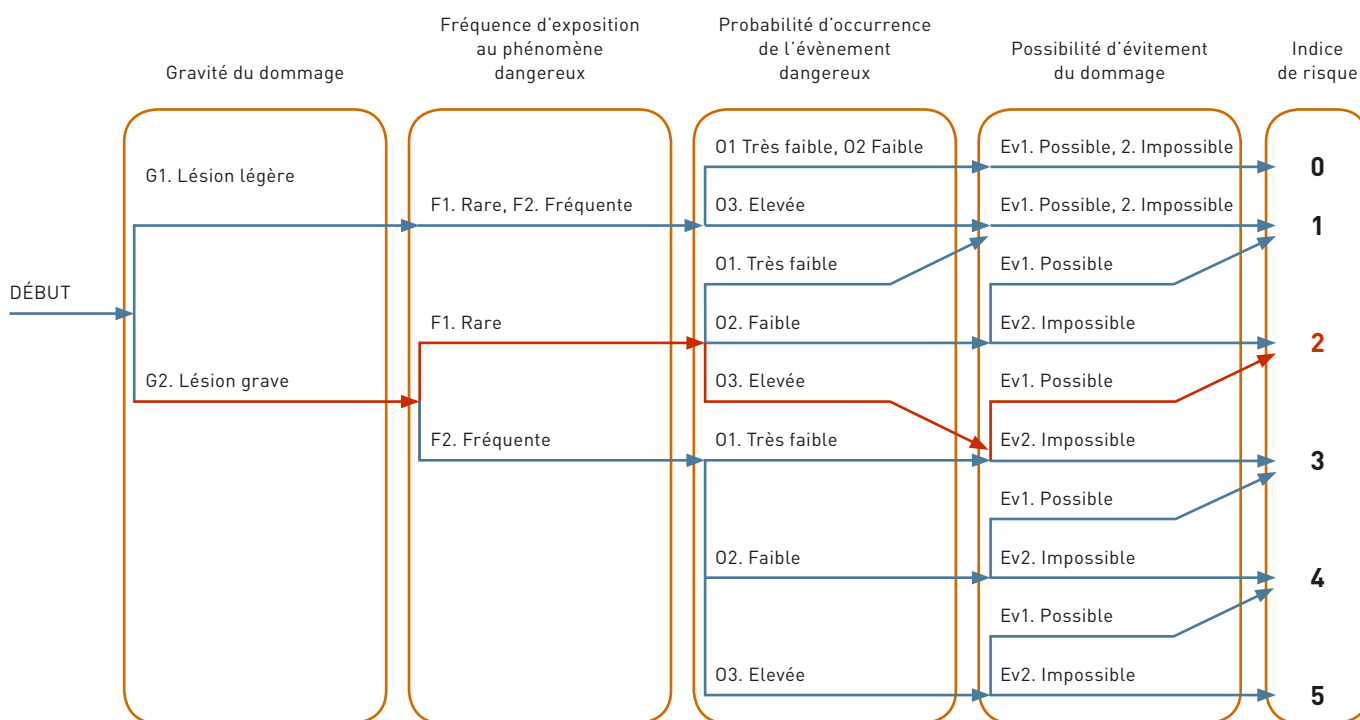 Gravité du dommage
Fréquence d'exposition
au phénomène
dangereux
Probabilité d'occurrence
de l'évènement
dangereux
Possibilité d'évitement
du dommage
Indice
de risque
DÉBUT
G1. Lésion légère
G2. Lésion grave
F1. Rare, F2. Fréquente
F1. Rare
F2. Fréquente
O1 Très faible, O2 Faible
O3. Elevée
O1. Très faible
O2. Faible
O3. Elevée
O1. Très faible
O2. Faible
O3. Elevée
Ev1. Possible, 2. Impossible
Ev1. Possible, 2. Impossible
Ev1. Possible
Ev2. Impossible
Ev1. Possible
Ev2. Impossible
Ev1. Possible
Ev2. Impossible
Ev1. Possible
Ev2. Impossible
0
1
2
3
4
5